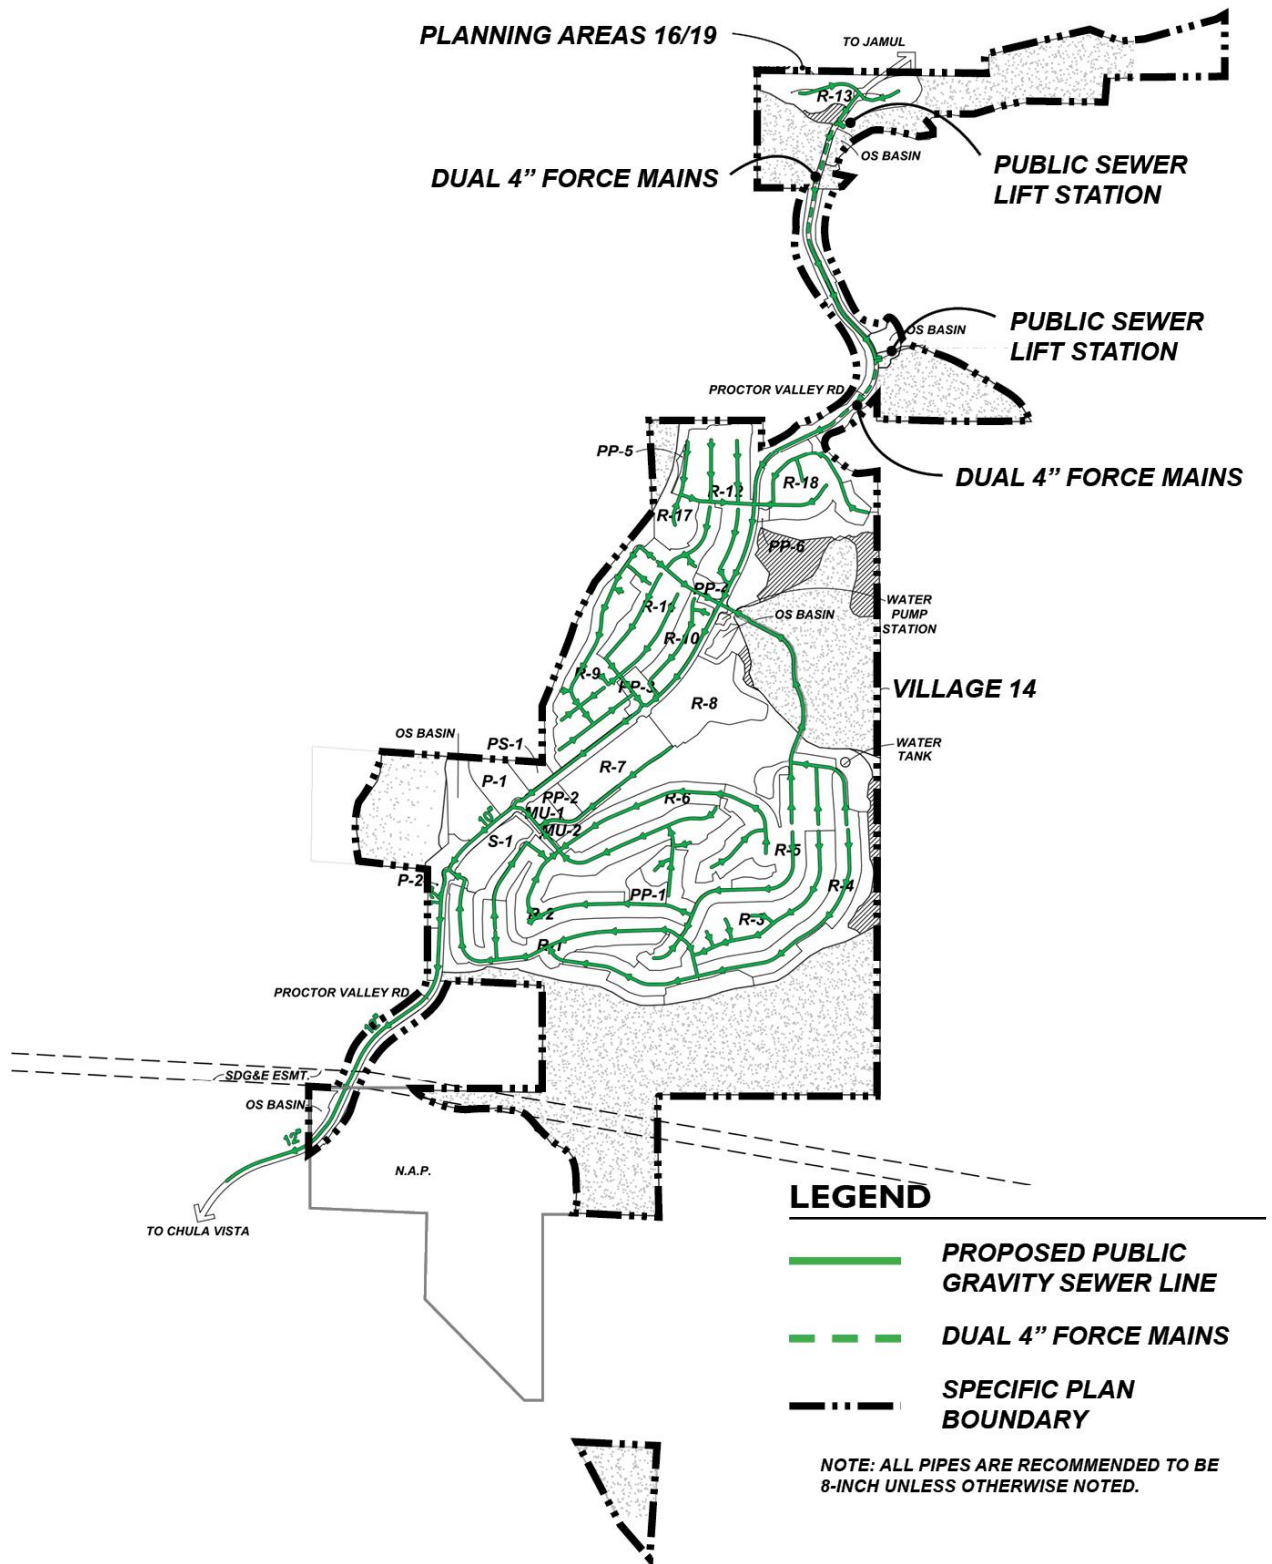 PLANNING AREAS 16/19
TO JAMUL
R-13
OS BASIN
DUAL 4” FORCE MAINS
PUBLIC SEWER
LIFT STATION
OS BASIN
PUBLIC SEWER
LIFT STATION
PROCTOR VALLEY RD
DUAL 4” FORCE MAINS
PP-5
R-12
R-18
R-17
PP-6
PP-4
WATER
PUMP
STATION
OS BASIN
R-10
R-9
PP-3
VILLAGE 14
R-8
OS BASIN
PS-1
WATER
TANK
P-1
R-7
PP-2
R-6
10"
MU-1
MU-2
S-1
R-5
P-2
R-4
PP-1
R-2
R-3
R-1
PROCTOR VALLEY RD
12"
SDG&E ESMT.
OS BASIN
12"
N.A.P.
TO CHULA VISTA
LEGEND
PROPOSED PUBLIC
GRAVITY SEWER LINE
DUAL 4” FORCE MAINS
SPECIFIC PLAN
BOUNDARY
NOTE: ALL PIPES ARE RECOMMENDED TO BE
8-INCH UNLESS OTHERWISE NOTED.